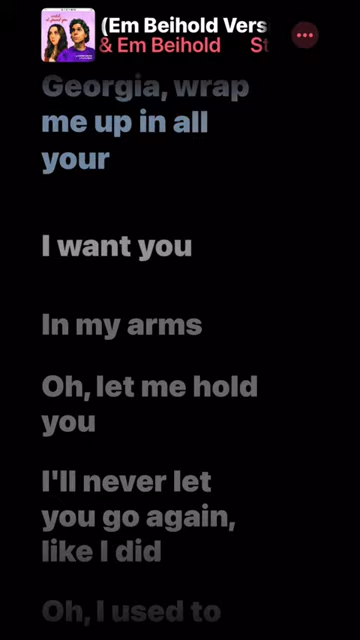 (Em Beihold Vers
& Em Beihold St
Georgia, wrap
me up in all
your
I want you
In my arms
Oh, let me hold
you
I'll never let
you go again,
like I did
Oh, I used to